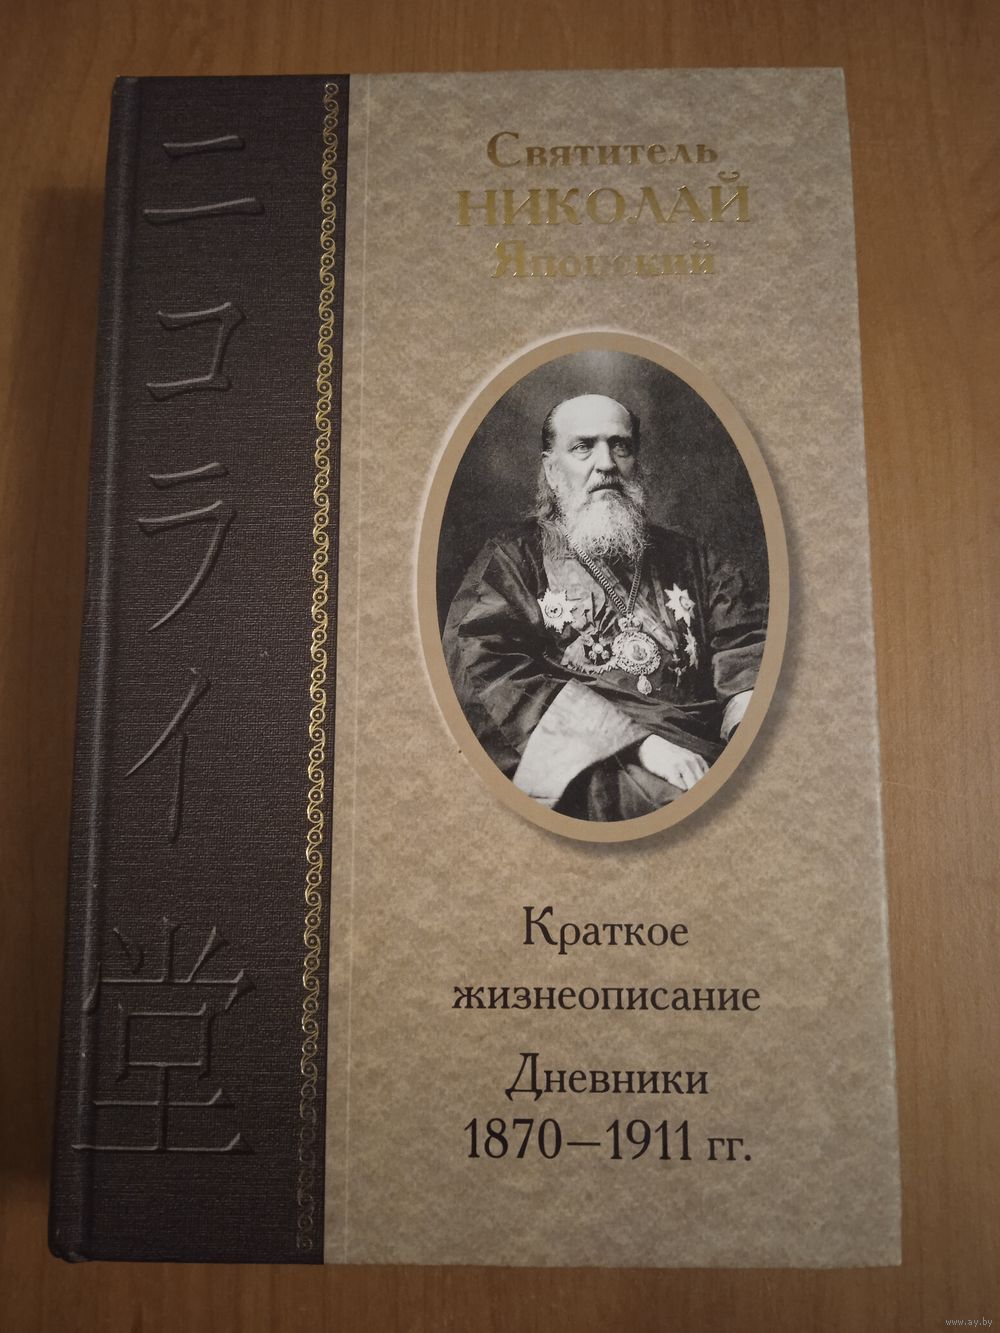 ニコライ堂
Святитель
НИКОЛАЙ
Японский
Краткое
жизнеописание
Дневники
1870–1911 гг.
www.ay.by